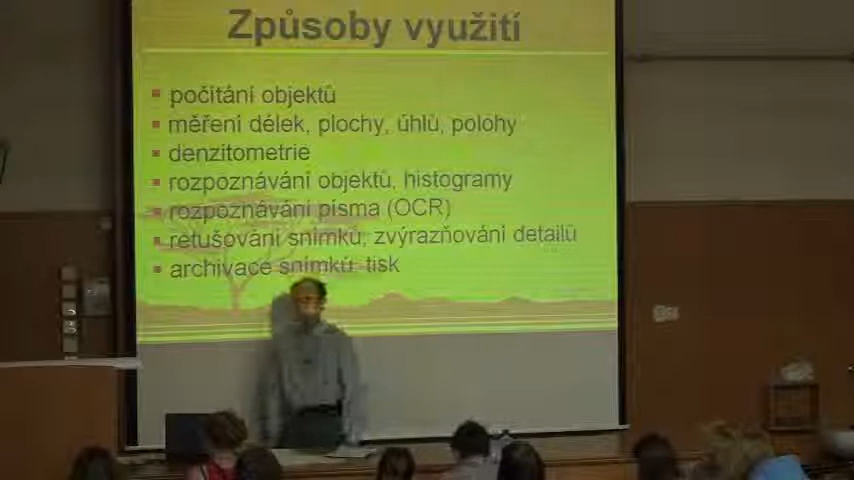 Způsoby využití
počítání objektů
měření délek, plochy, úhlů, polohy
denzitometrie
rozpoznávání objektů, histogramy
rozpoznávání písma (OCR)
retušování snímků, zvýrazňování detailů
archivace snímků, tisk